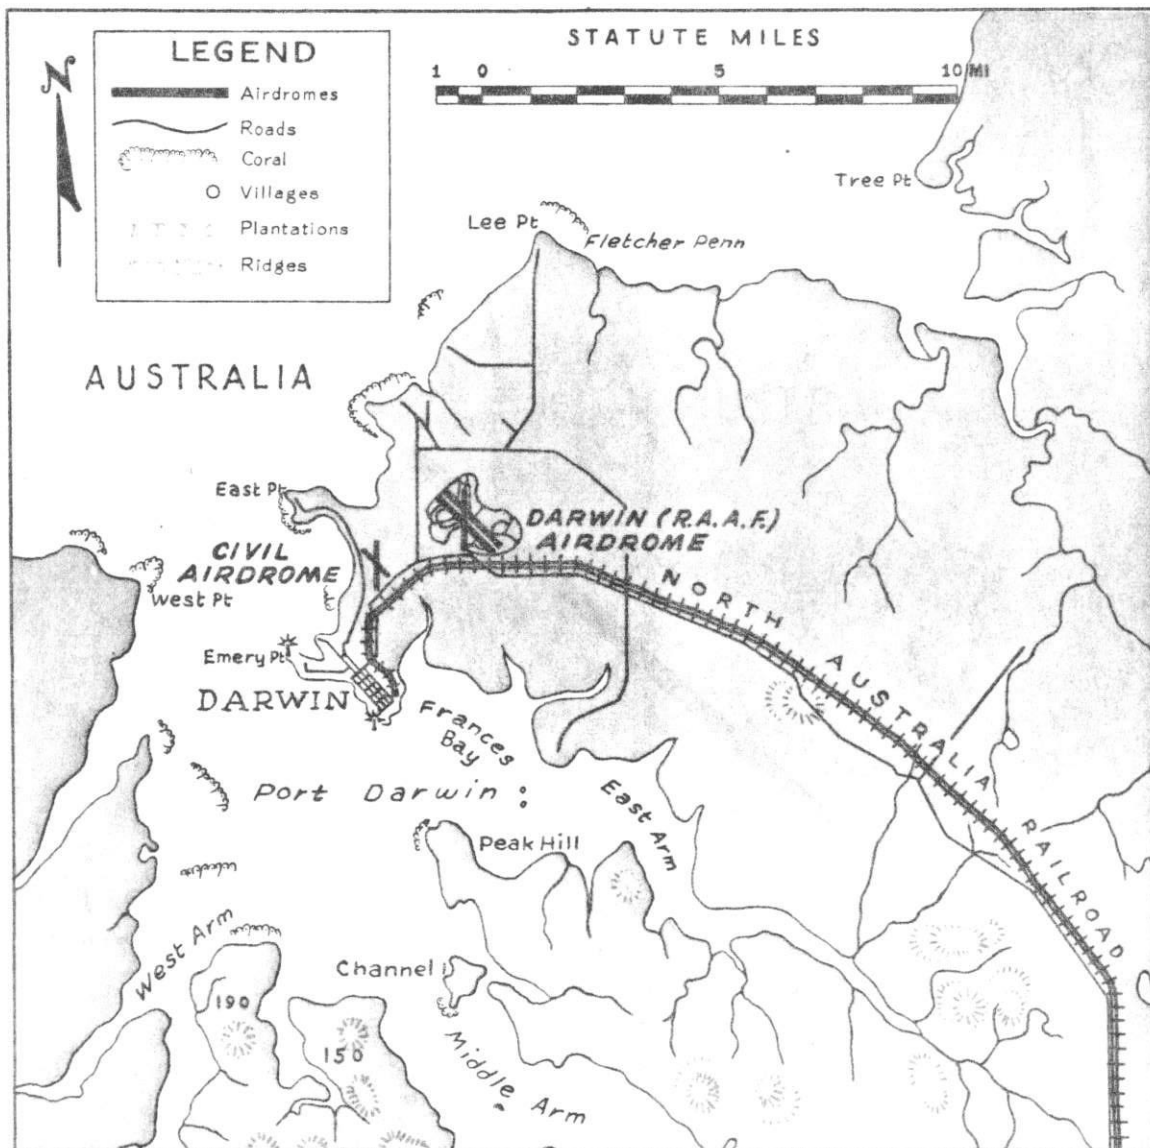 LEGEND
Airdromes
Roads
Coral
Villages
Plantations
Ridges
N
STATUTE MILES
1 0 5 10 MI
Tree Pt
Lee Pt
Fletcher Penn
AUSTRALIA
East Pt
DARWIN (R.A.A.F.)
AIRDROME
CIVIL
AIRDROME
West Pt
NORTH AUSTRALIA RAILROAD
Emery Pt
DARWIN
Frances
Bay
Port Darwin
East Arm
Peak Hill
West Arm
Channel I
190
150
Middle Arm